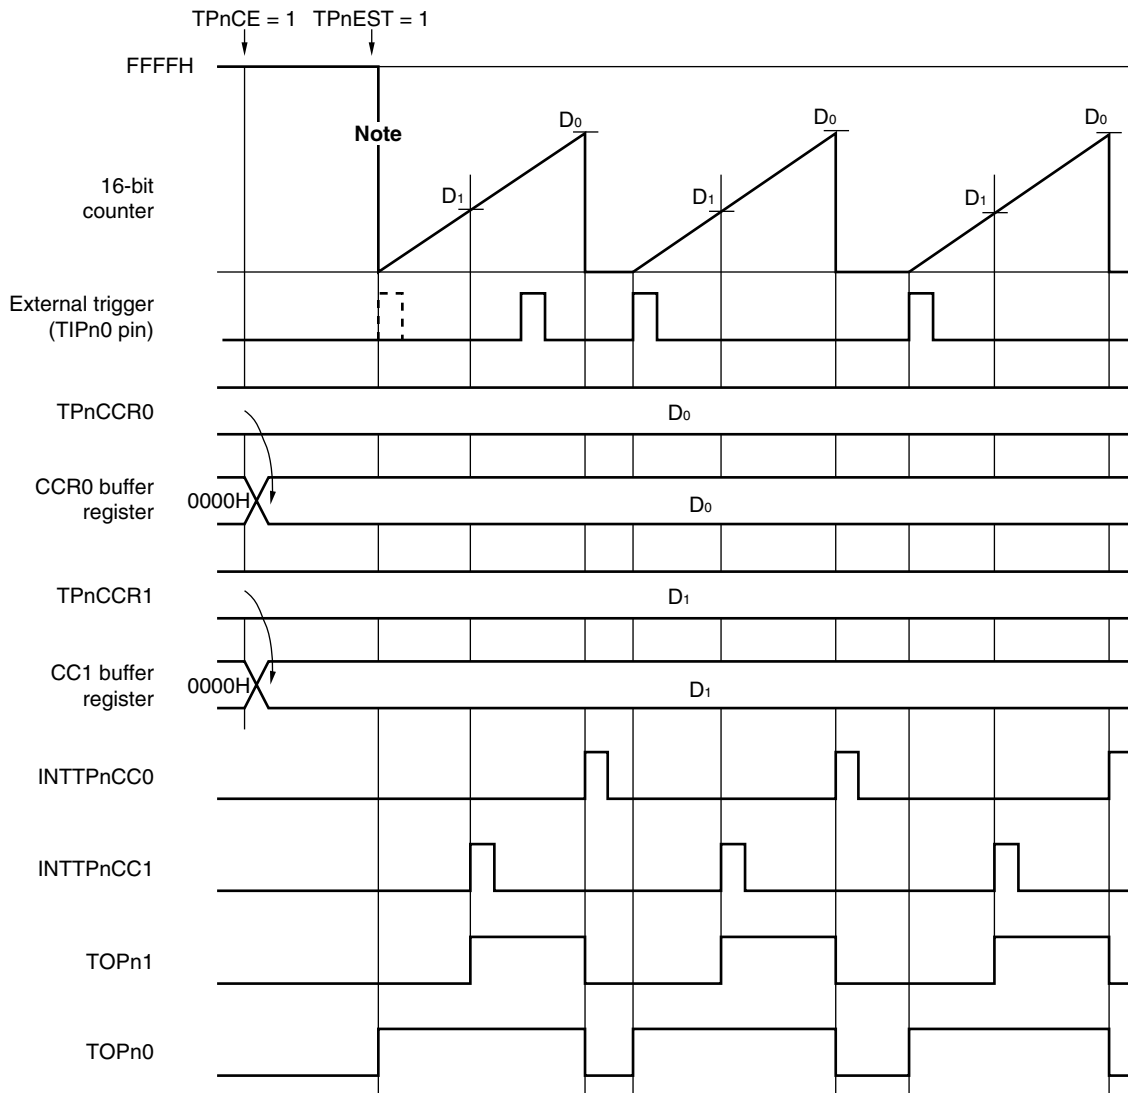 TPnCE = 1 TPnEST = 1
FFFFH
Note
D0 D0 D0
16-bit
counter
D1 D1 D1
External trigger
(TIPn0 pin)
TPnCCR0
D0
CCR0 buffer
register
0000H
D0
TPnCCR1
D1
CC1 buffer
register
0000H
D1
INTTPnCC0
INTTPnCC1
TOPn1
TOPn0